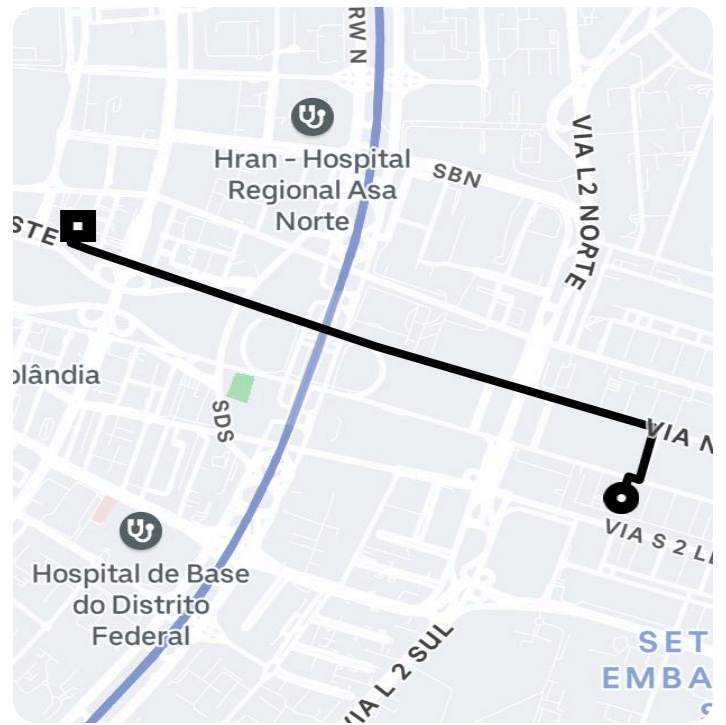 RW N
Hran - Hospital
Regional Asa
Norte
SBN
VIA L2 NORTE
STE
olândia
SDS
VIA N
VIA S 2 LE
Hospital de Base
do Distrito
Federal
VIA L 2 SUL
SET
EMBA
S